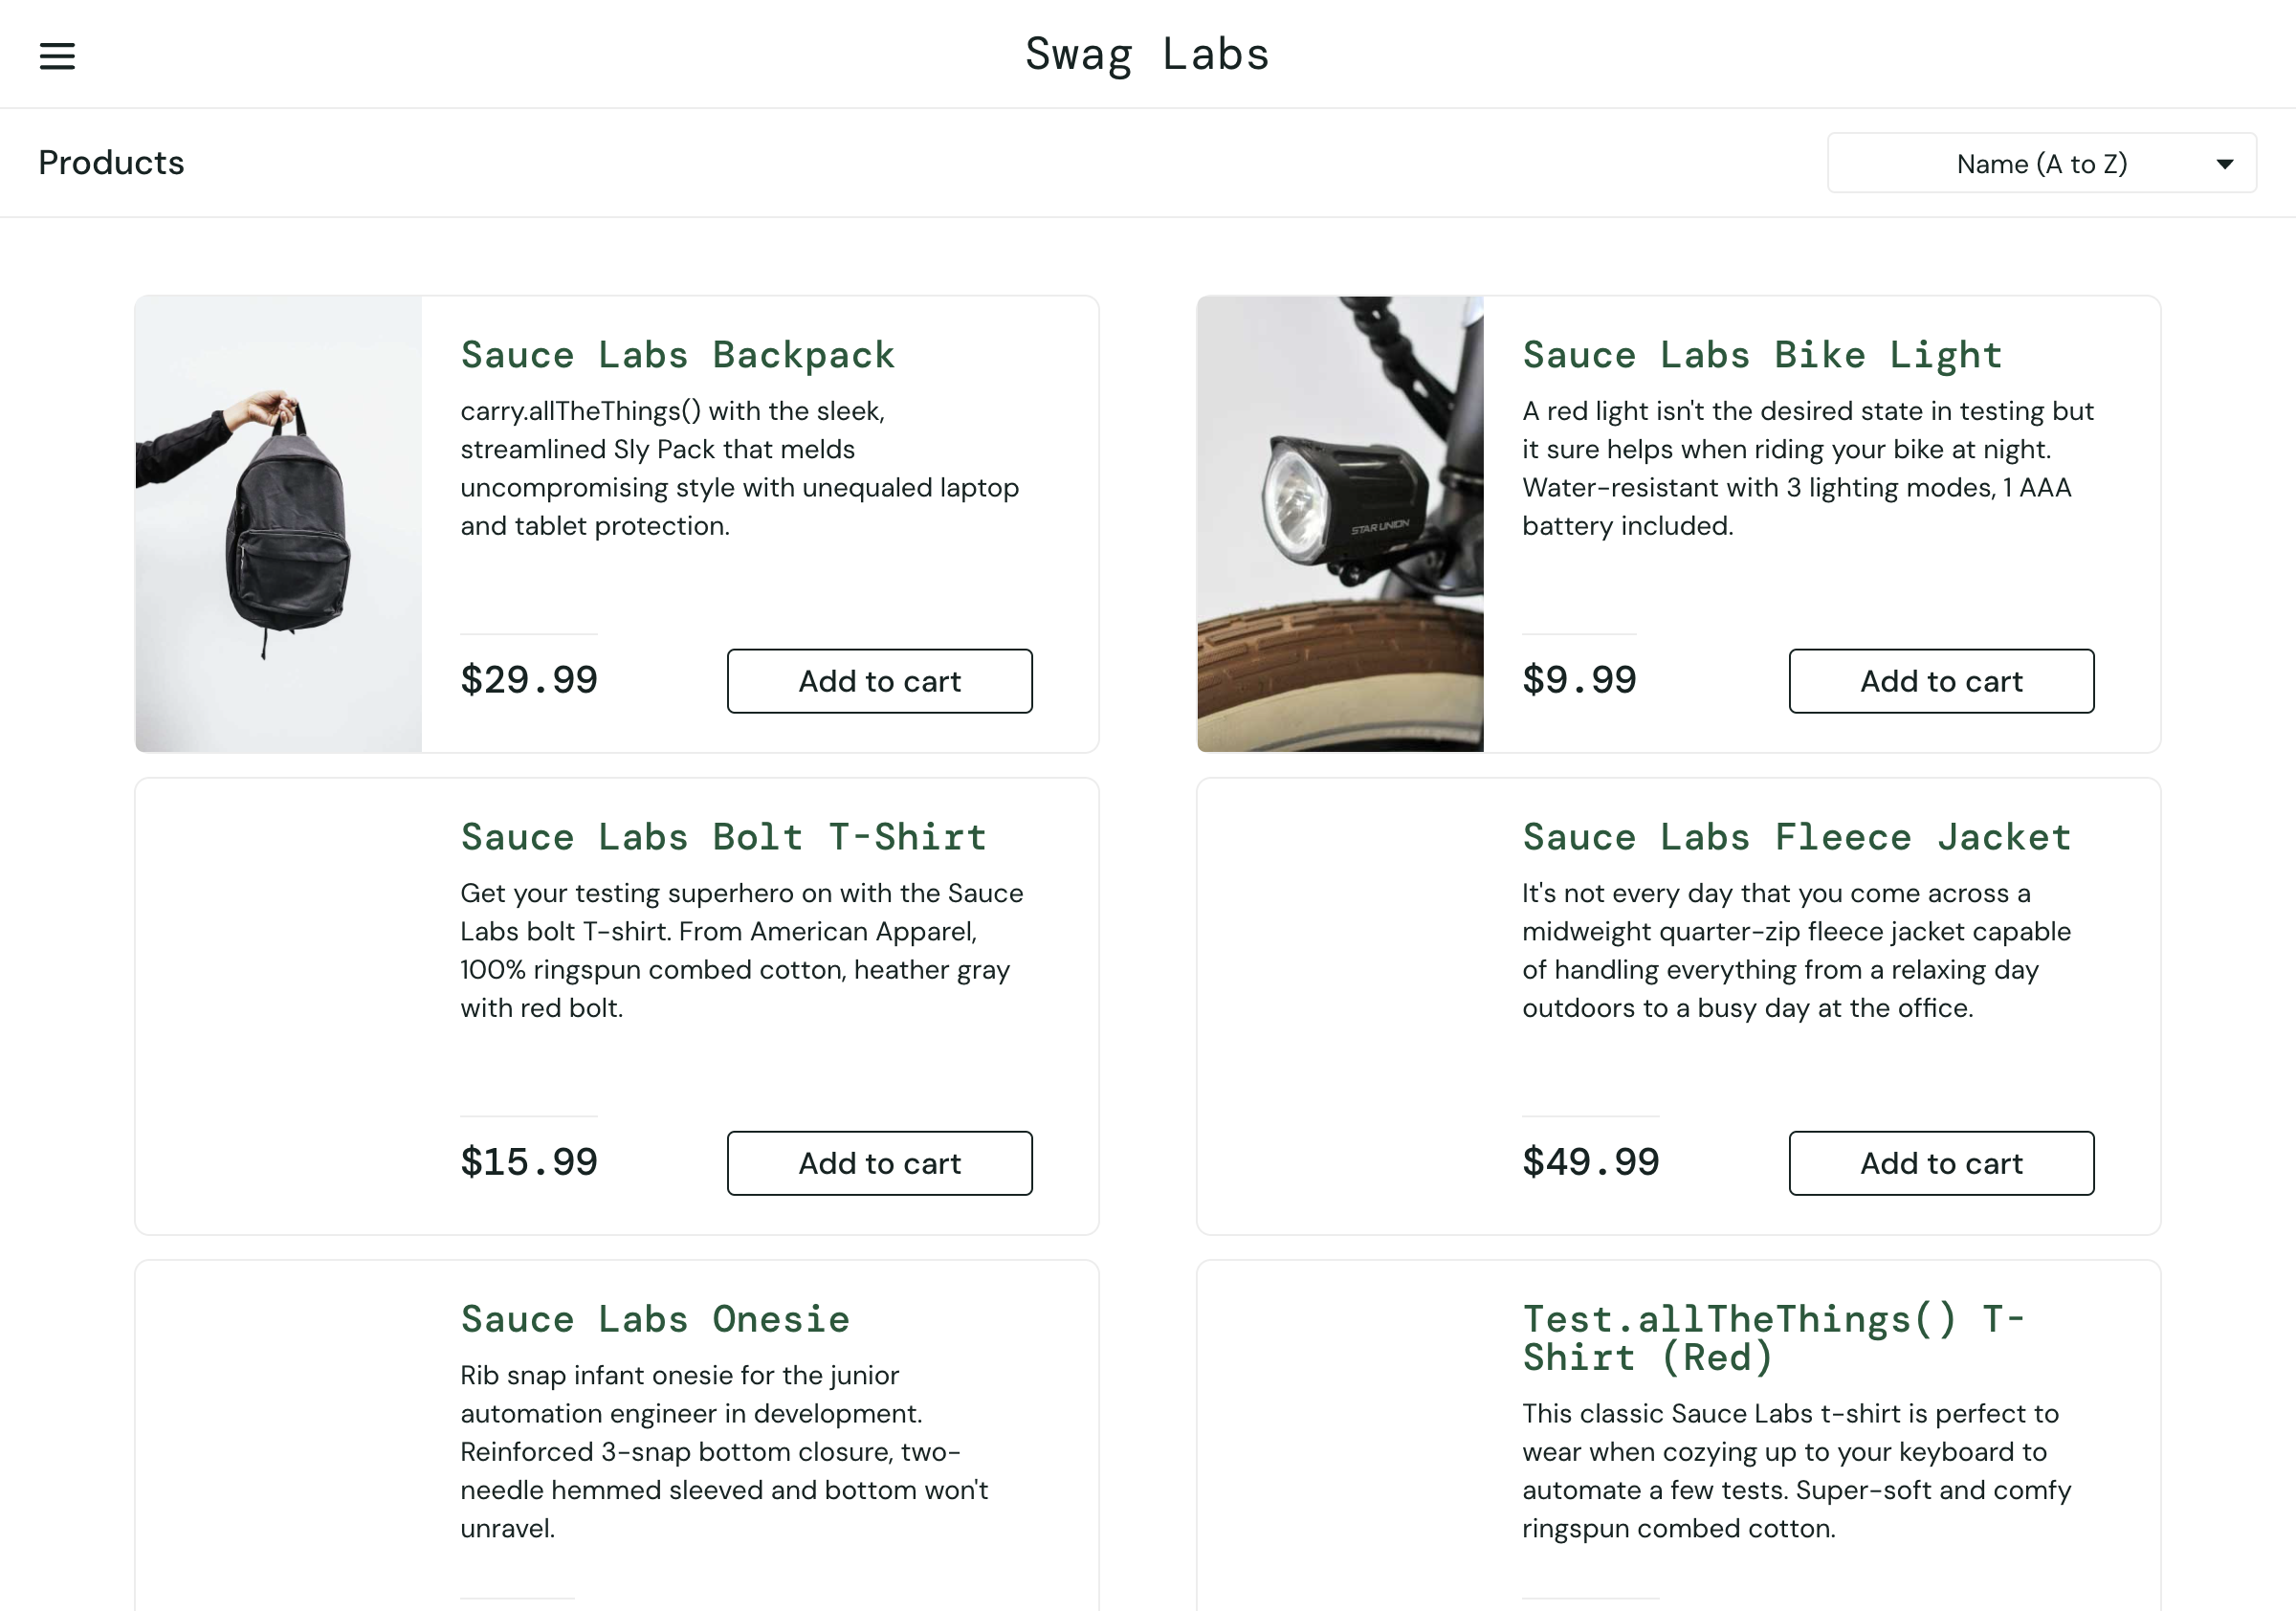 Swag Labs
Products
Name (A to Z)
Sauce Labs Backpack
carry.allTheThings() with the sleek,
streamlined Sly Pack that melds
uncompromising style with unequaled laptop
and tablet protection.
$29.99
Add to cart
STAR UNION
Sauce Labs Bike Light
A red light isn't the desired state in testing but
it sure helps when riding your bike at night.
Water-resistant with 3 lighting modes, 1 AAA
battery included.
$9.99
Add to cart
Sauce Labs Bolt T-Shirt
Get your testing superhero on with the Sauce
Labs bolt T-shirt. From American Apparel,
100% ringspun combed cotton, heather gray
with red bolt.
$15.99
Add to cart
Sauce Labs Fleece Jacket
It's not every day that you come across a
midweight quarter-zip fleece jacket capable
of handling everything from a relaxing day
outdoors to a busy day at the office.
$49.99
Add to cart
Sauce Labs Onesie
Rib snap infant onesie for the junior
automation engineer in development.
Reinforced 3-snap bottom closure, two-
needle hemmed sleeved and bottom won't
unravel.
Test.allTheThings() T-
Shirt (Red)
This classic Sauce Labs t-shirt is perfect to
wear when cozying up to your keyboard to
automate a few tests. Super-soft and comfy
ringspun combed cotton.